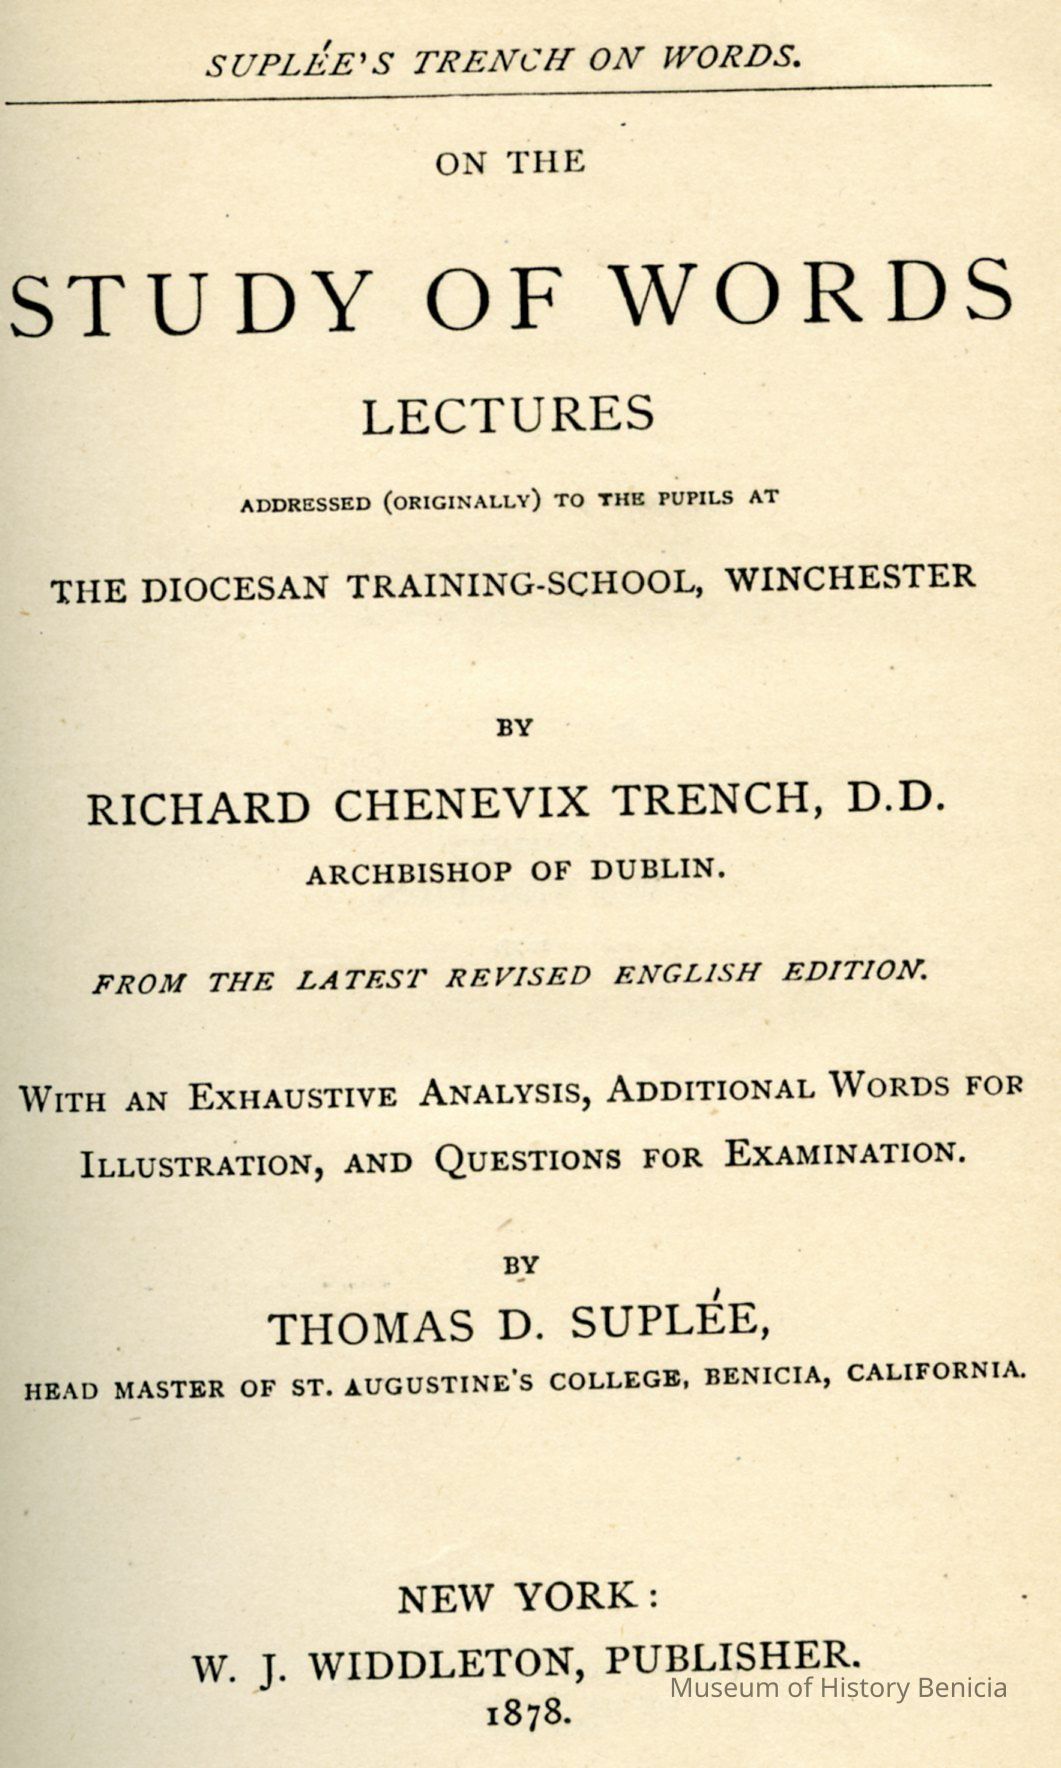 SUPLÉE'S TRENCH ON WORDS.
ON THE
STUDY OF WORDS
LECTURES
ADDRESSED (ORIGINALLY) TO THE PUPILS AT
THE DIOCESAN TRAINING-SCHOOL, WINCHESTER
BY
RICHARD CHENEVIX TRENCH, D.D.
ARCHBISHOP OF DUBLIN.
FROM THE LATEST REVISED ENGLISH EDITION.
WITH AN EXHAUSTIVE ANALYSIS, ADDITIONAL WORDS FOR
ILLUSTRATION, AND QUESTIONS FOR EXAMINATION.
BY
THOMAS D. SUPLÉE,
HEAD MASTER OF ST. AUGUSTINE'S COLLEGE, BENICIA, CALIFORNIA.
NEW YORK:
W. J. WIDDLETON, PUBLISHER.
Museum of History Benicia
1878.